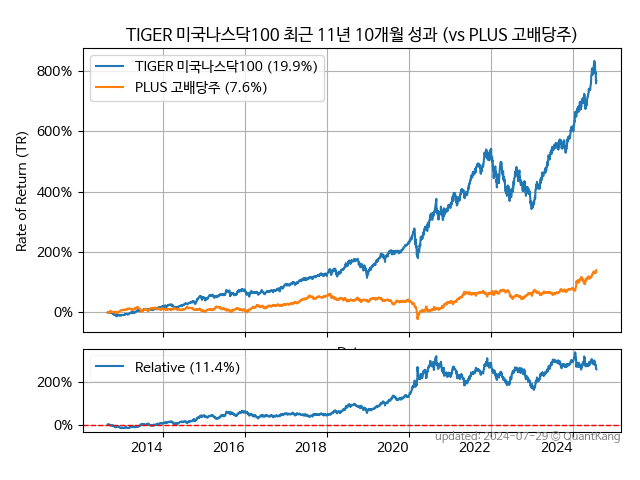 TIGER 미국나스닥100 최근 11년 10개월 성과 (vs PLUS 고배당주)
Rate of Return (TR)
800%
600%
400%
200%
0%
TIGER 미국나스닥100 (19.9%)
PLUS 고배당주 (7.6%)
200%
0%
Relative (11.4%)
2014
2016
2018
2020
2022
2024
updated: 2024-07-29 © QuantKang